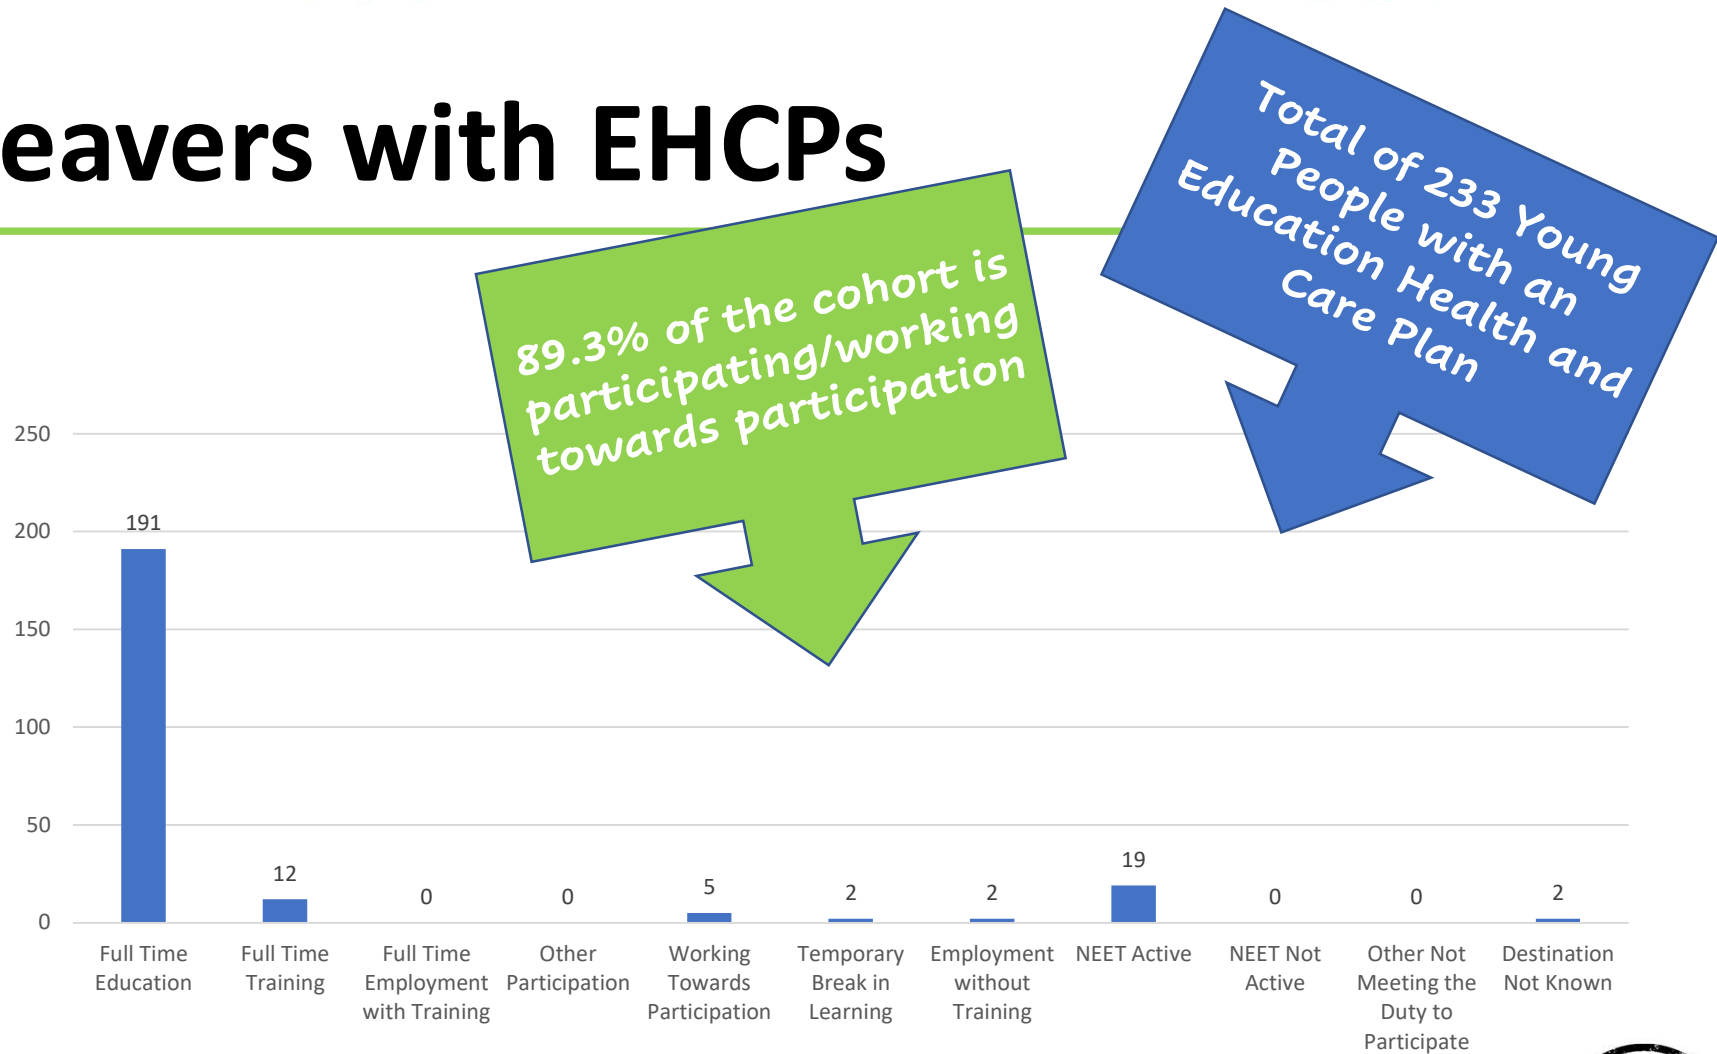 eavers with EHCPs
Total of 233 Young
People with an
Education Health and
Care Plan
89.3% of the cohort is
participating/working
towards participation
250
200
150
100
50
0
191
12
0
0
5
2
2
19
0
0
2
Full Time
Education
Full Time
Training
Full Time
Employment
with Training
Other
Participation
Working
Towards
Participation
Temporary
Break in
Learning
Employment
without
Training
NEET Active
NEET Not
Active
Other Not
Meeting the
Duty to
Participate
Destination
Not Known